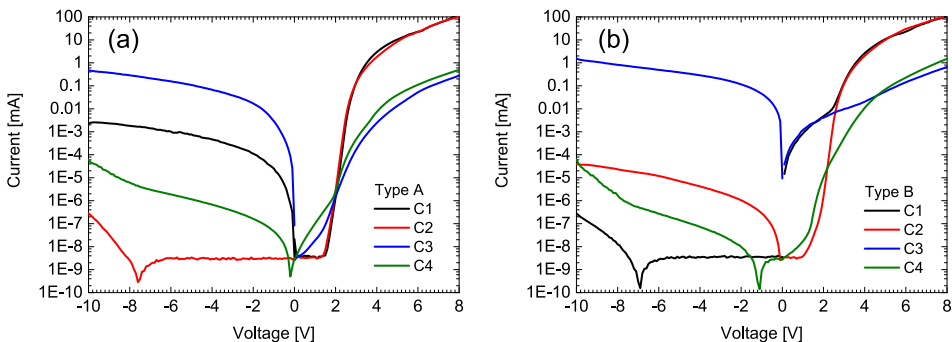 (a)
Current [mA]
100
10
1
0.1
0.01
1E-3
1E-4
1E-5
1E-6
1E-7
1E-8
1E-9
1E-10
Type A
C1
C2
C3
C4
-10 -8 -6 -4 -2 0 2 4 6 8
Voltage [V]
(b)
Current [mA]
100
10
1
0.1
0.01
1E-3
1E-4
1E-5
1E-6
1E-7
1E-8
1E-9
1E-10
Type B
C1
C2
C3
C4
-10 -8 -6 -4 -2 0 2 4 6 8
Voltage [V]